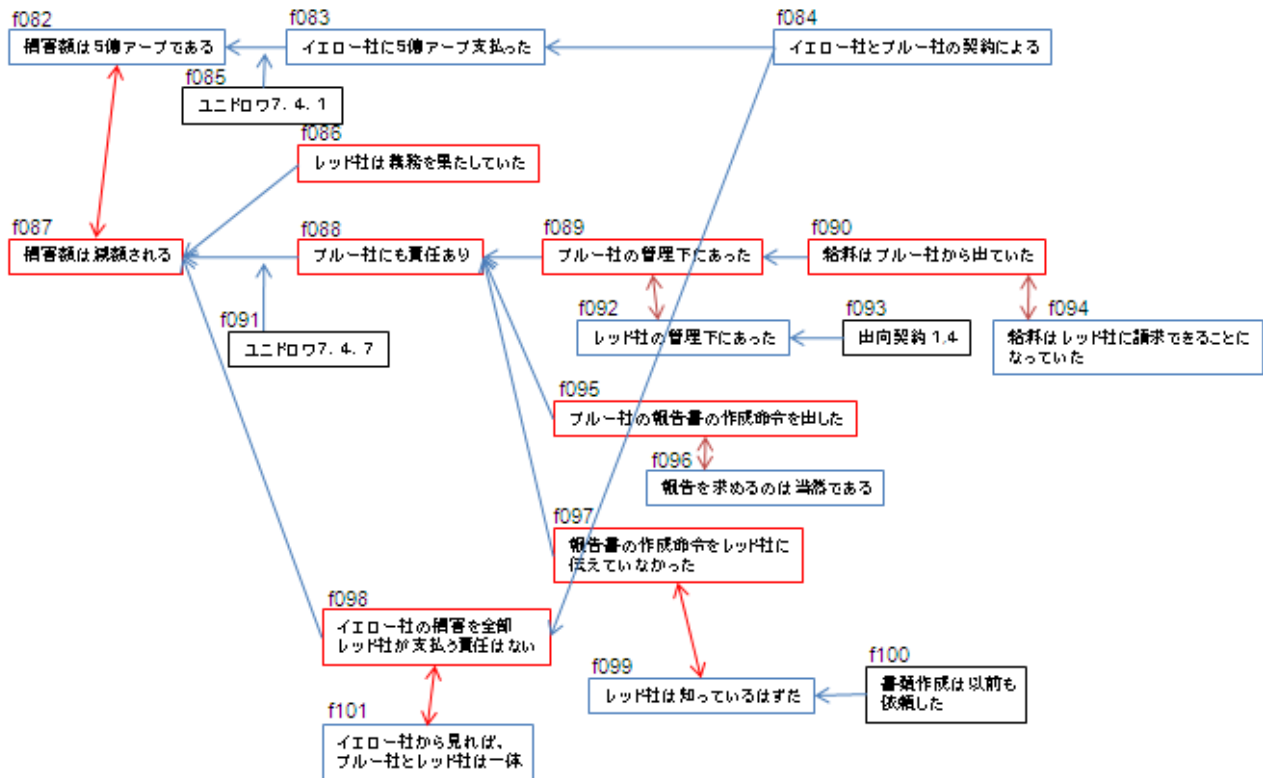 f082
損害額は5億アープである
f083
イエロー社に5億アープ支払った
f084
イエロー社とブルー社の契約による
f085
ユニドロワ7.4.1
f086
レッド社は義務を果たしていた
f087
損害額は減額される
f088
ブルー社にも責任あり
f089
ブルー社の管理下にあった
f090
給料はブルー社から出ていた
f091
ユニドロワ7.4.7
f092
レッド社の管理下にあった
f093
出向契約1,4
f094
給料はレッド社に請求できることに
なっていた
f095
ブルー社の報告書の作成命令を出した
f096
報告を求めるのは当然である
f097
報告書の作成命令をレッド社に
伝えていなかった
f098
イエロー社の損害を全部
レッド社が支払う責任はない
f099
レッド社は知っているはずだ
f100
書類作成は以前も
依頼した
f101
イエロー社から見れば、
ブルー社とレッド社は一体